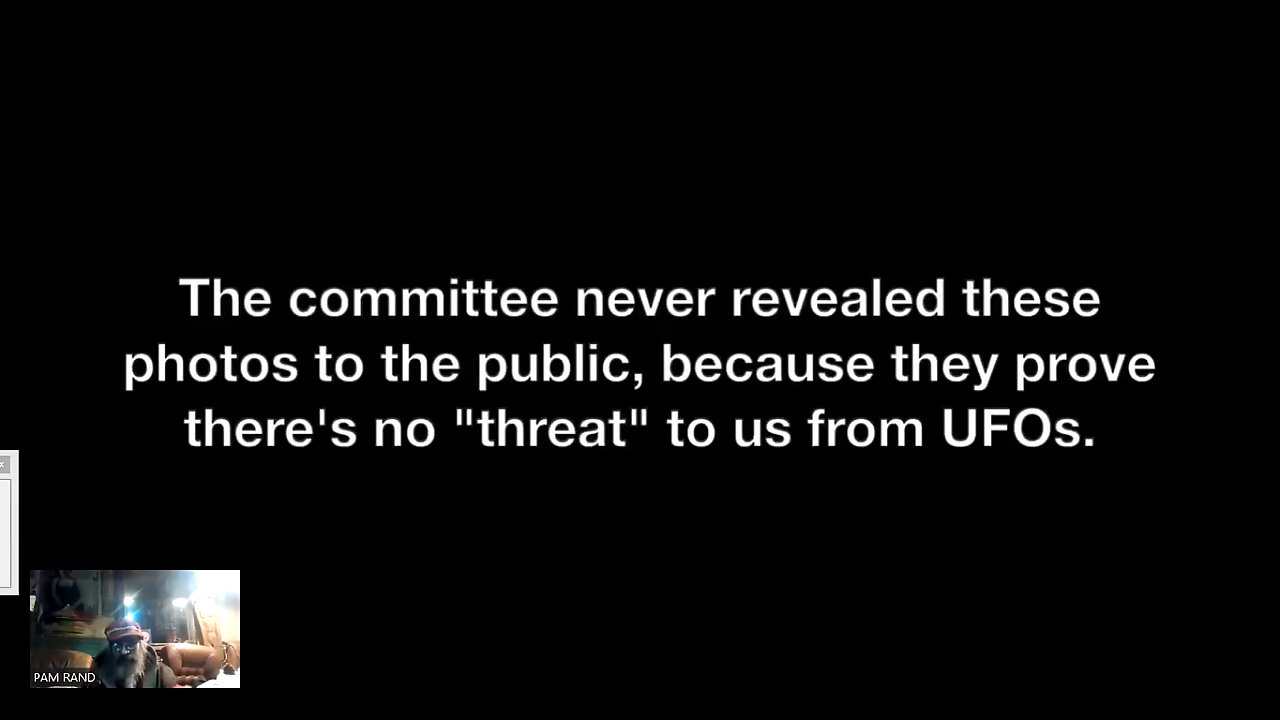 The committee never revealed these
photos to the public, because they prove
there's no "threat" to us from UFOs.
PAM RAND